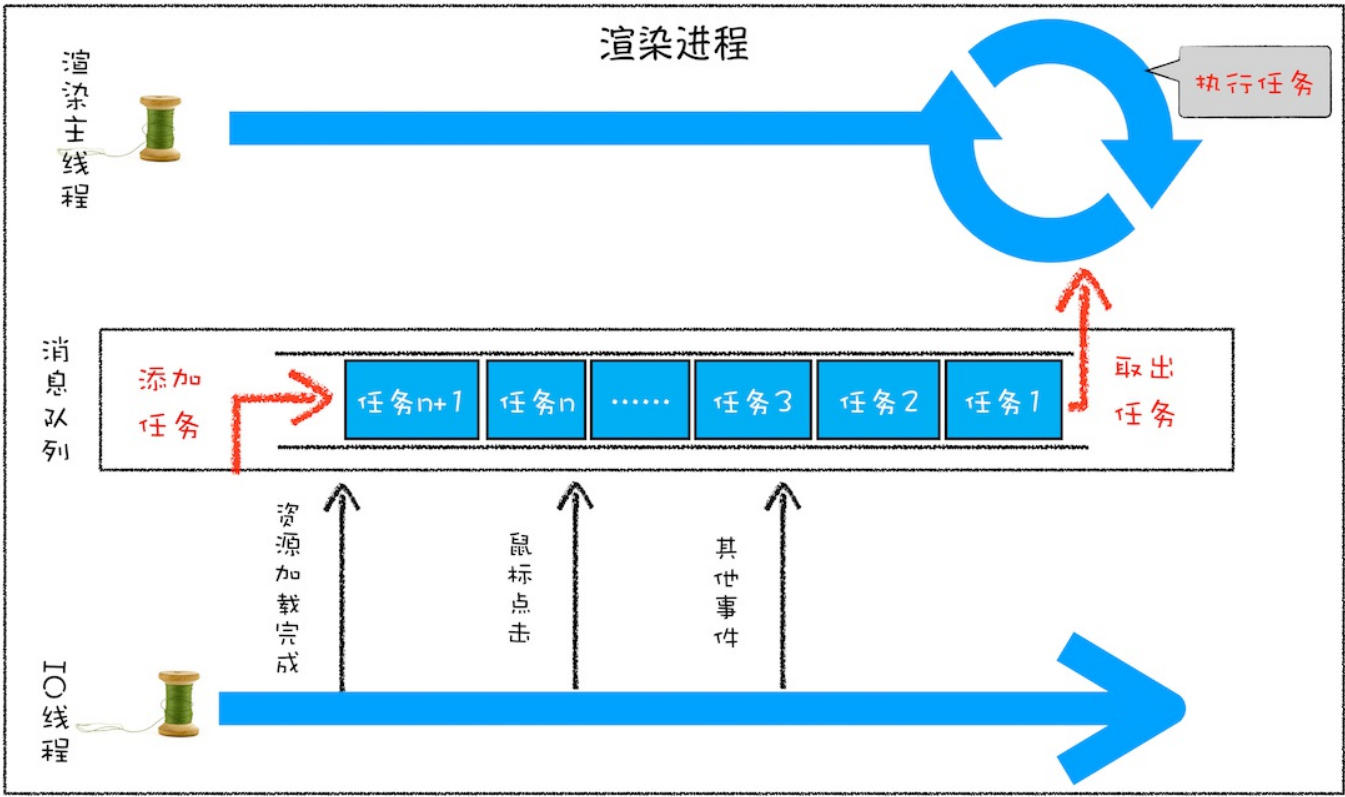 渲染进程
渲染主线程
执行任务
消息队列
添加
任务
任务n+1
任务n
……
任务3
任务2
任务1
取出
任务
资源加载完成
鼠标点击
其他事件
IO线程